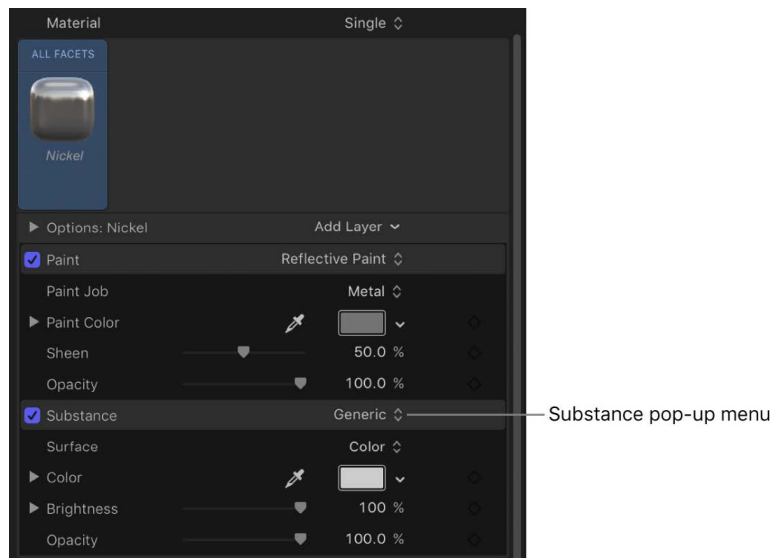 Material Single
ALL FACETS
Nickel
Options: Nickel Add Layer
Paint Reflective Paint
Paint Job Metal
Paint Color
Sheen 50.0 %
Opacity 100.0 %
Substance Generic Substance pop-up menu
Surface Color
Color
Brightness 100 %
Opacity 100.0 %